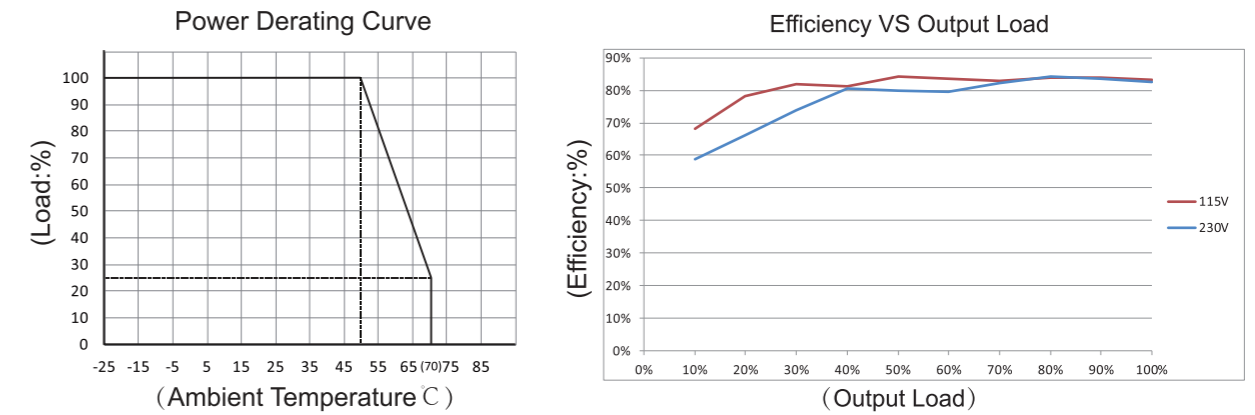 Power Derating Curve
100
90
80
70
60
50
40
30
20
10
0
-25 -15 -5 5 15 25 35 45 55 65 (70) 75 85
(Load:%)
(Ambient Temperature℃)
Efficiency VS Output Load
90%
80%
70%
60%
50%
40%
30%
20%
10%
0%
0% 10% 20% 30% 40% 50% 60% 70% 80% 90% 100%
(Efficiency:%)
(Output Load)
115V
230V